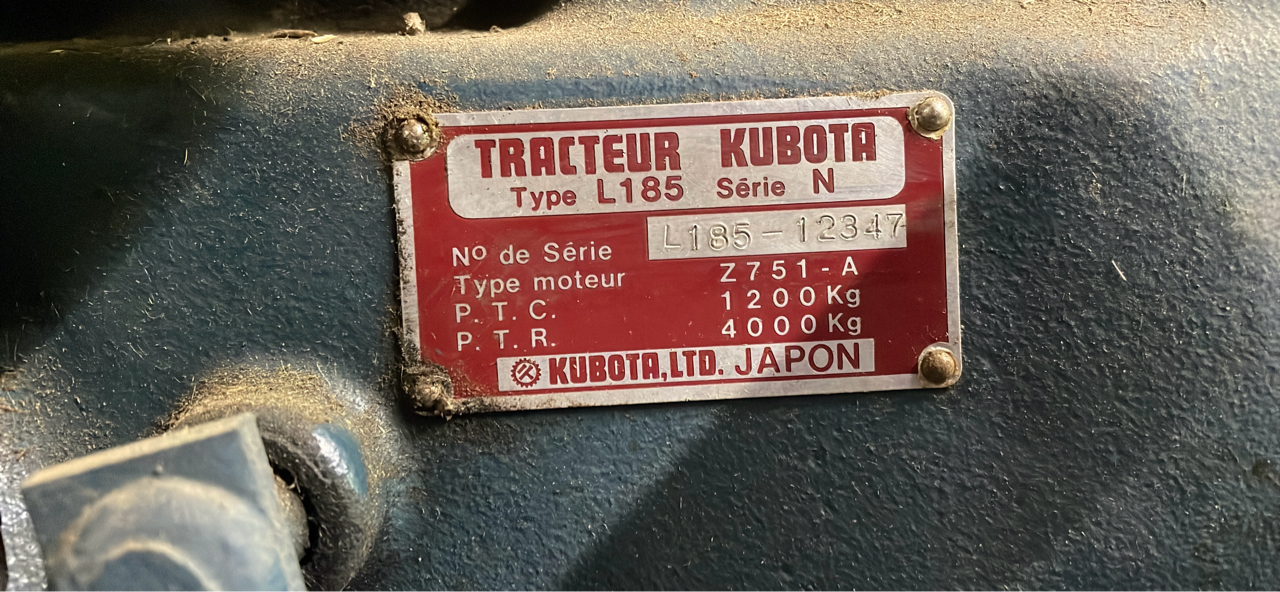 TRACTEUR KUBOTA
Type L185 Série N
Nº de Série L185-12347
Type moteur Z751-A
P. T. C. 1200Kg
P. T. R. 4000Kg
KUBOTA, LTD. JAPON